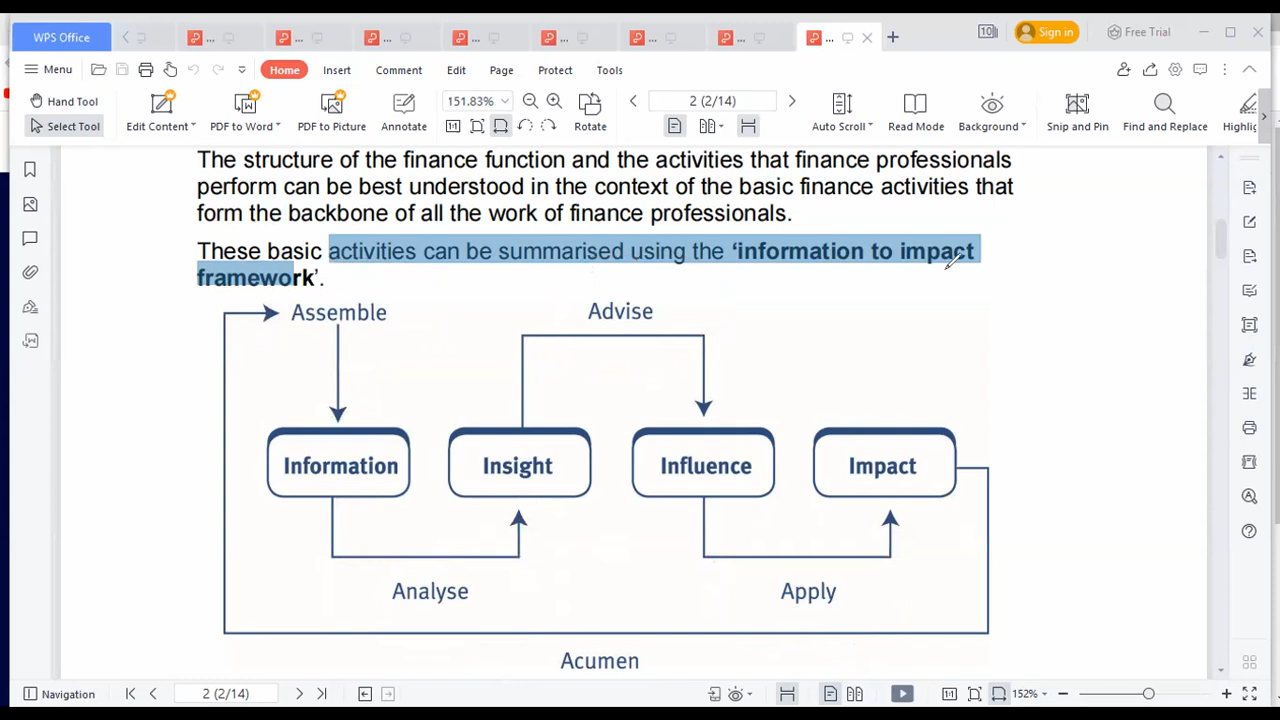 WPS Office
... ... ... ... ... ... ... ...
10
Sign in
Free Trial
Menu
Home Insert Comment Edit Page Protect Tools
Hand Tool
Select Tool
Edit Content
PDF to Word
PDF to Picture
Annotate
151.83%
Rotate
2 (2/14)
Auto Scroll
Read Mode
Background
Snip and Pin
Find and Replace
Highlig
The structure of the finance function and the activities that finance professionals
perform can be best understood in the context of the basic finance activities that
form the backbone of all the work of finance professionals.
These basic activities can be summarised using the ‘information to impact
framework’.
Assemble
Advise
Information
Insight
Influence
Impact
Analyse
Apply
Acumen
Navigation
2 (2/14)
152%